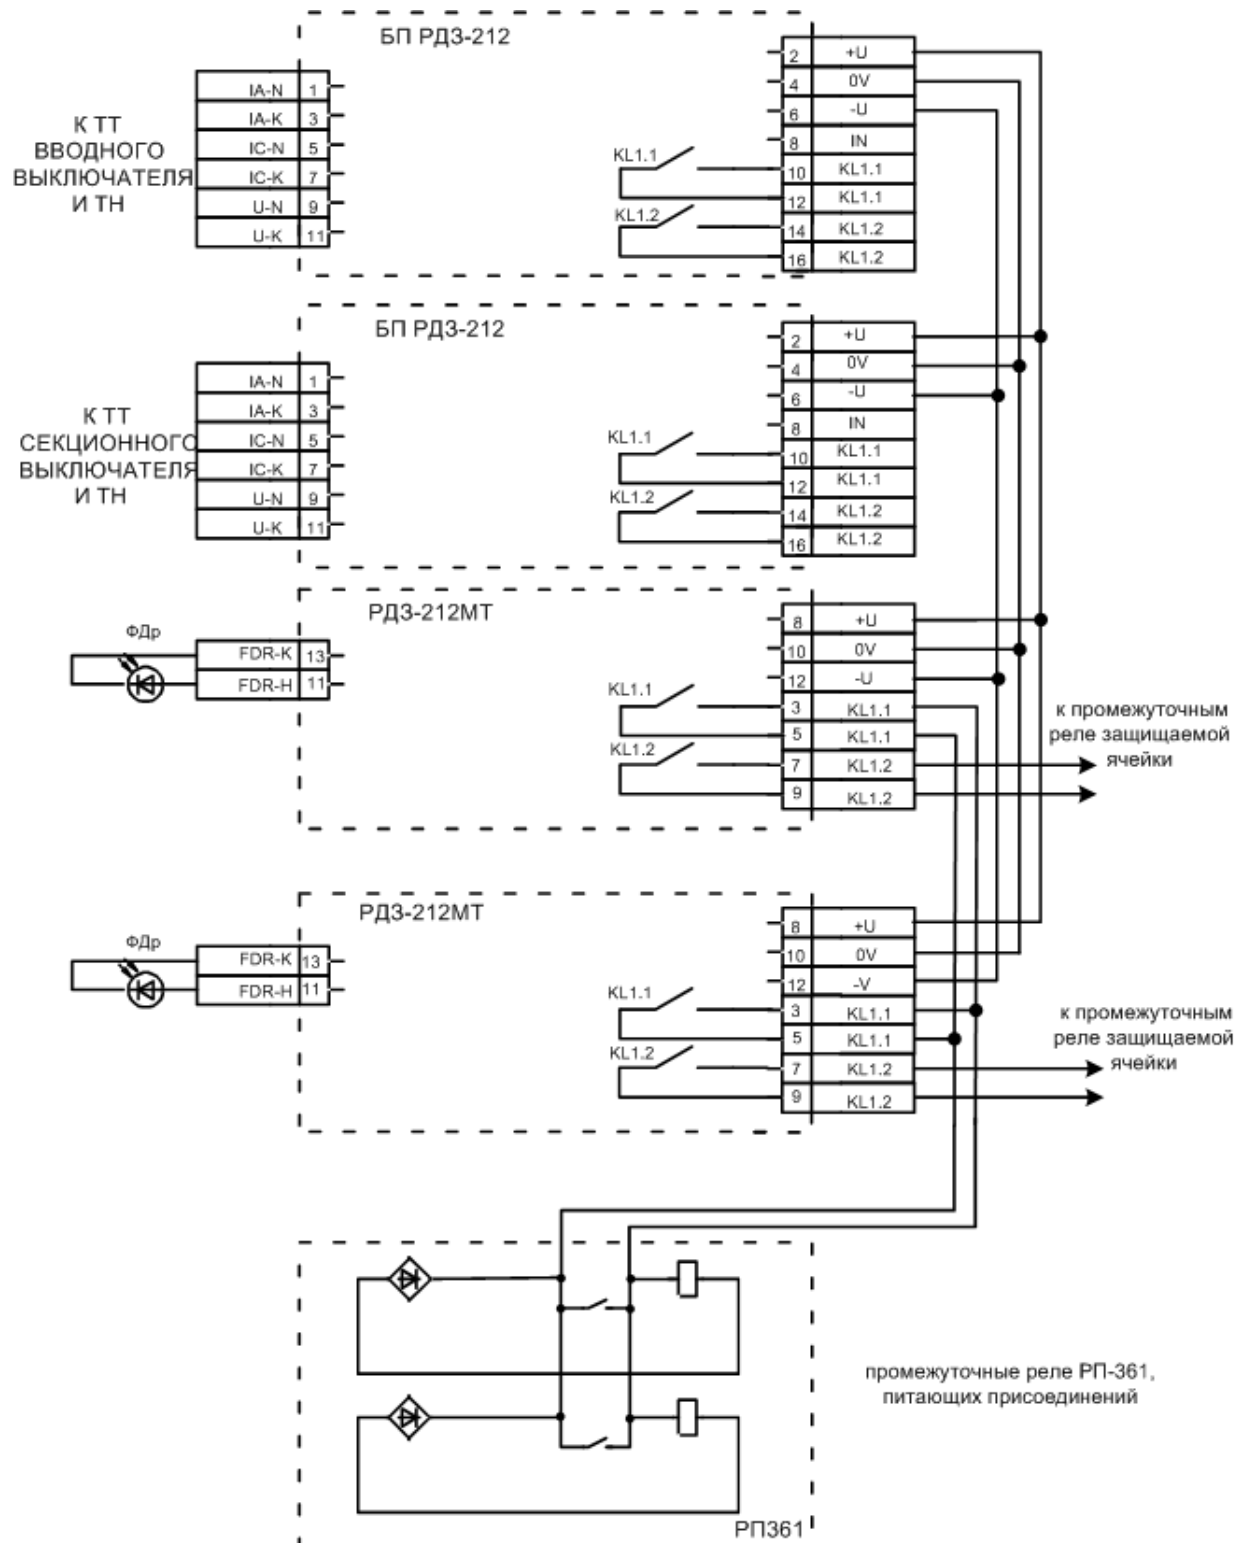 БП РДЗ-212
К ТТ
ВВОДНОГО
ВЫКЛЮЧАТЕЛЯ
И ТН
IA-N 1
IA-K 3
IC-N 5
IC-K 7
U-N 9
U-K 11
KL1.1
KL1.2
2 +U
4 0V
6 -U
8 IN
10 KL1.1
12 KL1.1
14 KL1.2
16 KL1.2
БП РДЗ-212
К ТТ
СЕКЦИОННОГО
ВЫКЛЮЧАТЕЛЯ
И ТН
IA-N 1
IA-K 3
IC-N 5
IC-K 7
U-N 9
U-K 11
KL1.1
KL1.2
2 +U
4 0V
6 -U
8 IN
10 KL1.1
12 KL1.1
14 KL1.2
16 KL1.2
РДЗ-212МТ
ФДр
FDR-K 13
FDR-H 11
KL1.1
KL1.2
8 +U
10 0V
12 -U
3 KL1.1
5 KL1.1
7 KL1.2
9 KL1.2
к промежуточным
реле защищаемой
ячейки
РДЗ-212МТ
ФДр
FDR-K 13
FDR-H 11
KL1.1
KL1.2
8 +U
10 0V
12 -V
3 KL1.1
5 KL1.1
7 KL1.2
9 KL1.2
к промежуточным
реле защищаемой
ячейки
промежуточные реле РП-361,
питающих присоединений
РП361